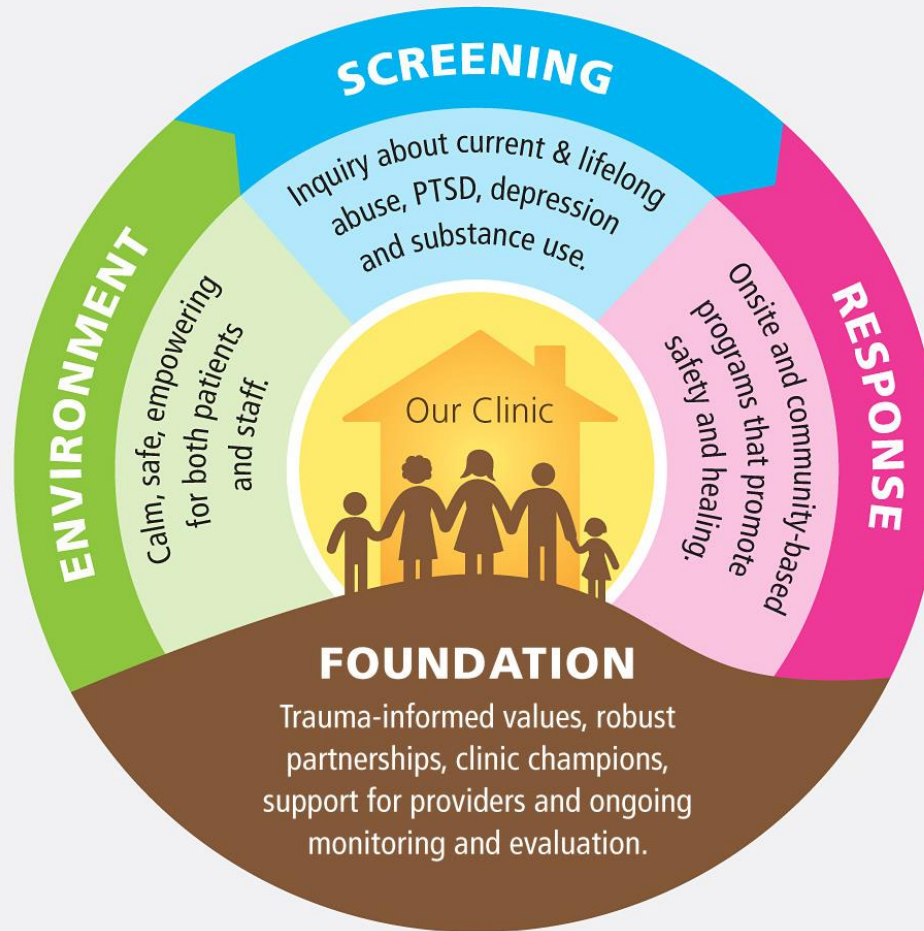 SCREENING
Inquiry about current & lifelong
abuse, PTSD, depression
and substance use.
ENVIRONMENT
Calm, safe, empowering
for both patients
and staff.
RESPONSE
Onsite and community-based
programs that promote
safety and healing.
Our Clinic
FOUNDATION
Trauma-informed values, robust
partnerships, clinic champions,
support for providers and ongoing
monitoring and evaluation.